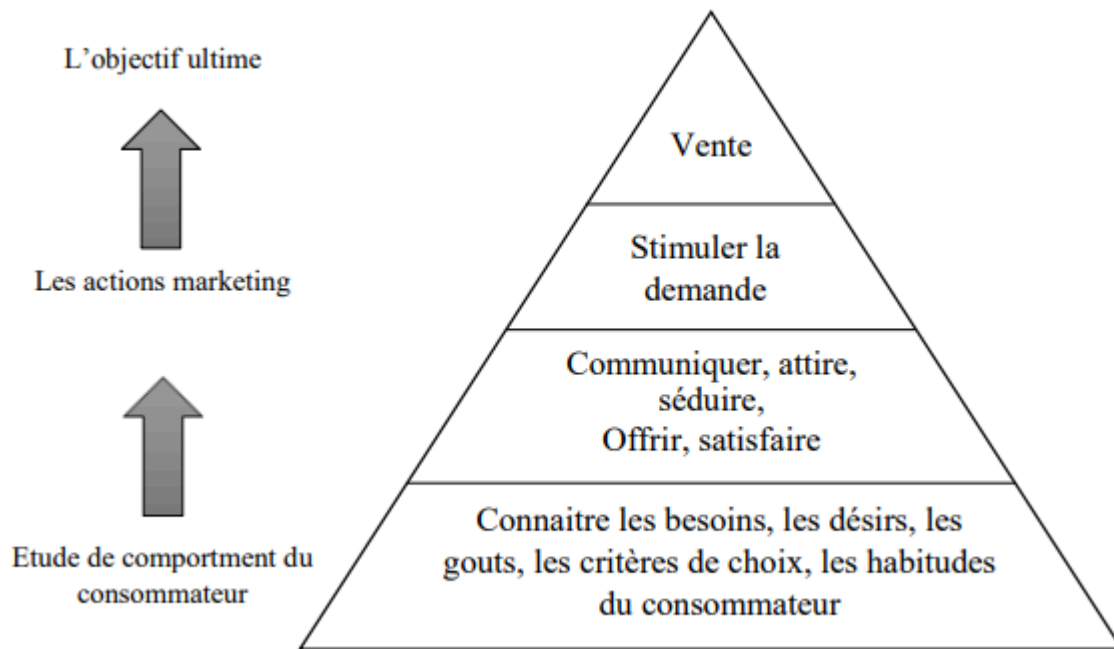 L'objectif ultime
Vente
Stimuler la
demande
Les actions marketing
Communiquer, attire,
séduire,
Offrir, satisfaire
Connaitre les besoins, les désirs, les
gouts, les critères de choix, les habitudes
du consommateur
Etude de comportment du
consommateur